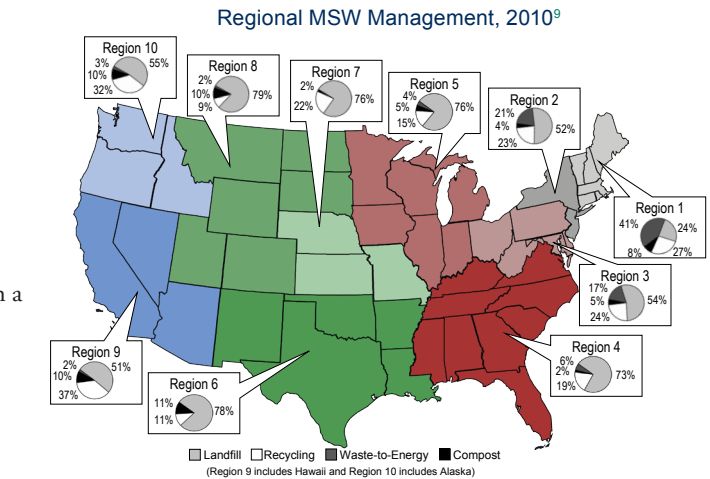 Regional MSW Management, 2010⁹
Region 10
3%
55%
10%
32%
Region 8
2%
10%
79%
9%
Region 7
2%
22%
76%
Region 5
4%
5%
76%
15%
Region 2
21%
4%
52%
23%
Region 1
41%
24%
8%
27%
Region 3
17%
5%
54%
24%
Region 4
6%
2%
73%
19%
Region 9
2%
51%
10%
37%
Region 6
11%
78%
11%
n a
Landfill Recycling Waste-to-Energy Compost
(Region 9 includes Hawaii and Region 10 includes Alaska)